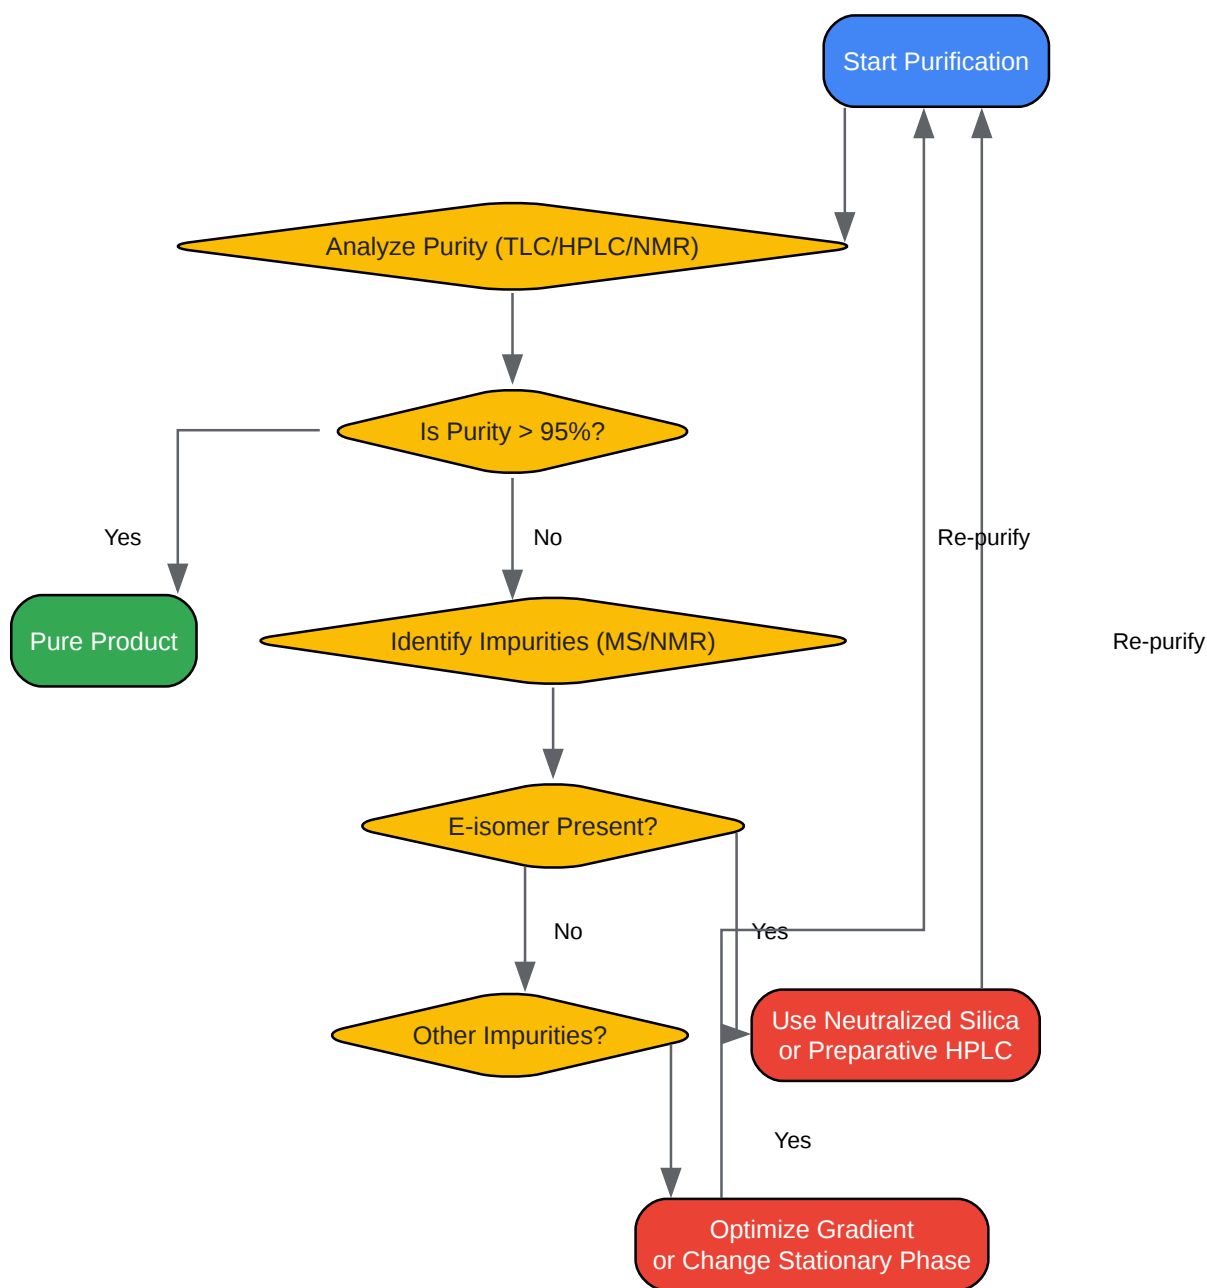 Start Purification
Analyze Purity (TLC/HPLC/NMR)
Is Purity > 95%?
Yes
No
Re-purify
Pure Product
Identify Impurities (MS/NMR)
Re-purify
E-isomer Present?
No
Yes
Use Neutralized Silica
or Preparative HPLC
Other Impurities?
Yes
Optimize Gradient
or Change Stationary Phase